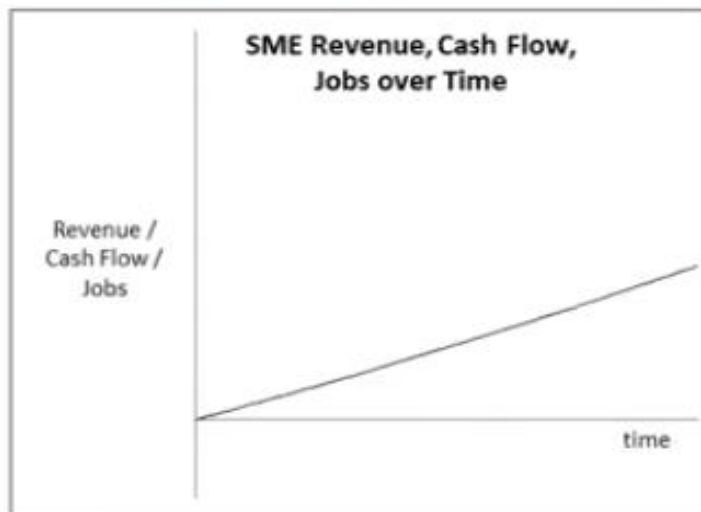 SME Revenue, Cash Flow,
Jobs over Time
Revenue /
Cash Flow /
Jobs
time